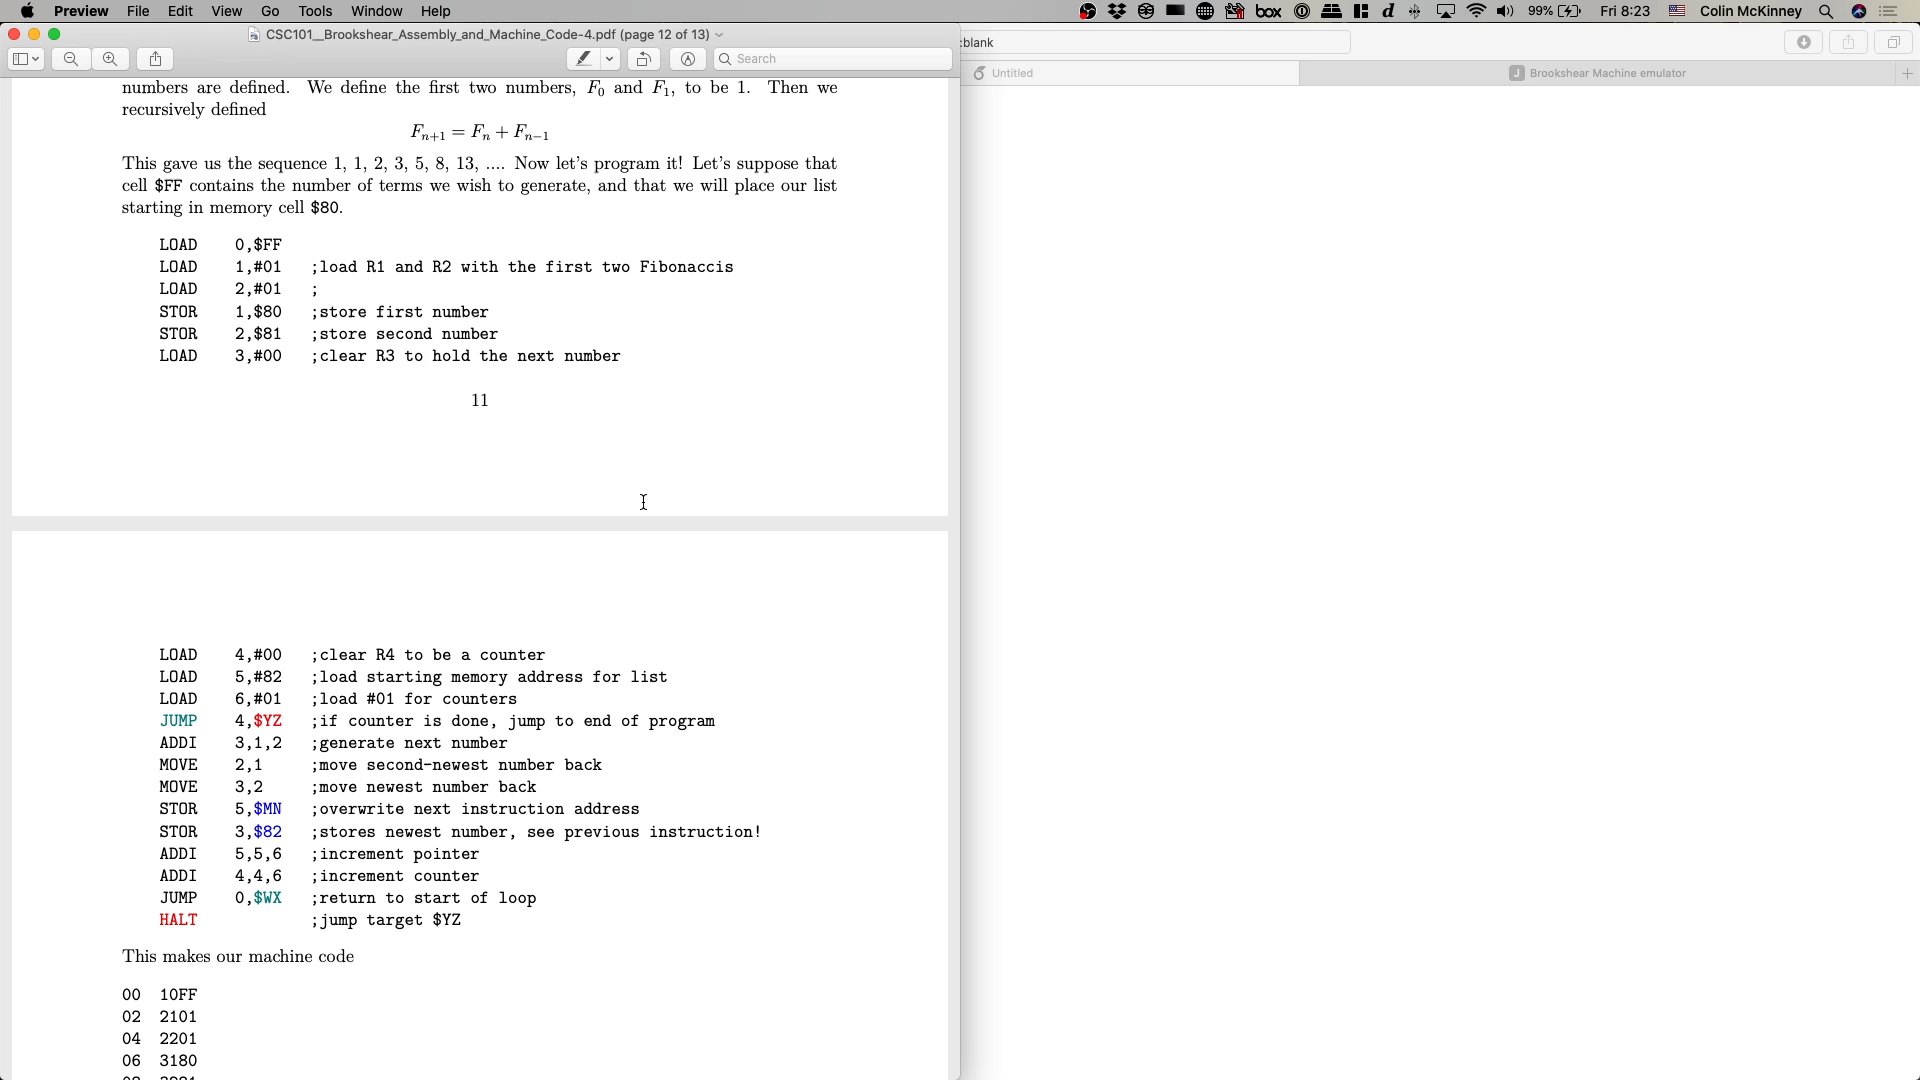 Preview File Edit View Go Tools Window Help
box
99%
Fri 8:23
Colin McKinney
CSC101__Brookshear_Assembly_and_Machine_Code-4.pdf (page 12 of 13)
Search
:blank
Untitled
Brookshear Machine emulator
numbers are defined. We define the first two numbers, F0 and F1, to be 1. Then we
recursively defined
Fn+1 = Fn + Fn−1
This gave us the sequence 1, 1, 2, 3, 5, 8, 13, .... Now let's program it! Let's suppose that
cell $FF contains the number of terms we wish to generate, and that we will place our list
starting in memory cell $80.
LOAD 0,$FF
LOAD 1,#01 ;load R1 and R2 with the first two Fibonaccis
LOAD 2,#01 ;
STOR 1,$80 ;store first number
STOR 2,$81 ;store second number
LOAD 3,#00 ;clear R3 to hold the next number
11
LOAD 4,#00 ;clear R4 to be a counter
LOAD 5,#82 ;load starting memory address for list
LOAD 6,#01 ;load #01 for counters
JUMP 4,$YZ ;if counter is done, jump to end of program
ADDI 3,1,2 ;generate next number
MOVE 2,1 ;move second-newest number back
MOVE 3,2 ;move newest number back
STOR 5,$MN ;overwrite next instruction address
STOR 3,$82 ;stores newest number, see previous instruction!
ADDI 5,5,6 ;increment pointer
ADDI 4,4,6 ;increment counter
JUMP 0,$WX ;return to start of loop
HALT ;jump target $YZ
This makes our machine code
00 10FF
02 2101
04 2201
06 3180